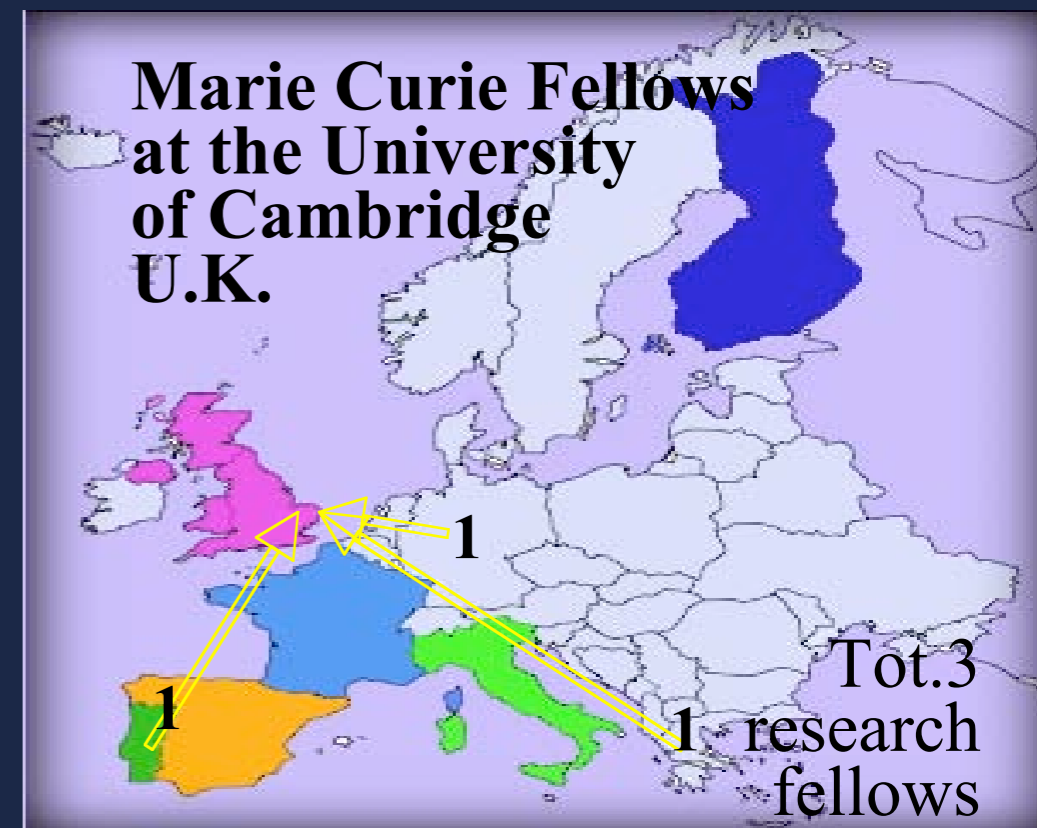 Marie Curie Fellows
at the University
of Cambridge
U.K.
1
1
1
Tot.3
research
fellows